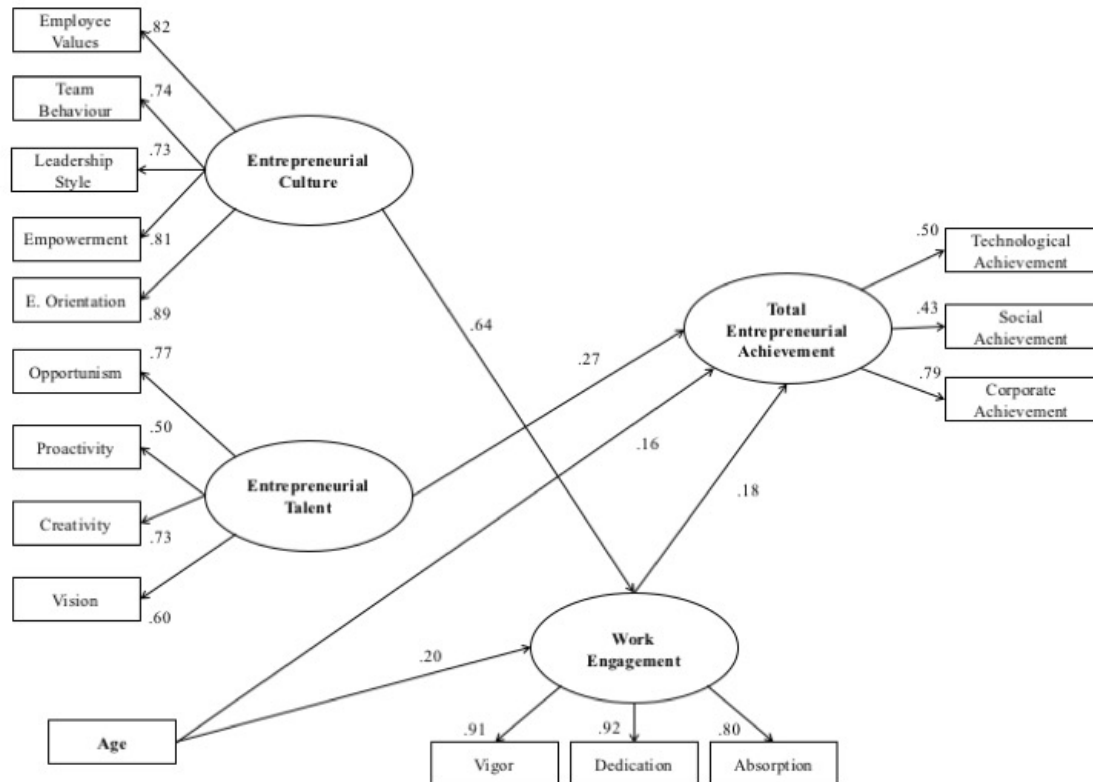 Employee
Values
.82
Team
Behaviour
.74
Leadership
Style
.73
Empowerment
.81
E. Orientation
.89
Entrepreneurial
Culture
Opportunism
.77
Proactivity
.50
Creativity
.73
Vision
.60
Entrepreneurial
Talent
Age
.64
.27
.16
.18
.20
Total
Entrepreneurial
Achievement
.50
Technological
Achievement
.43
Social
Achievement
.79
Corporate
Achievement
Work
Engagement
.91
Vigor
.92
Dedication
.80
Absorption